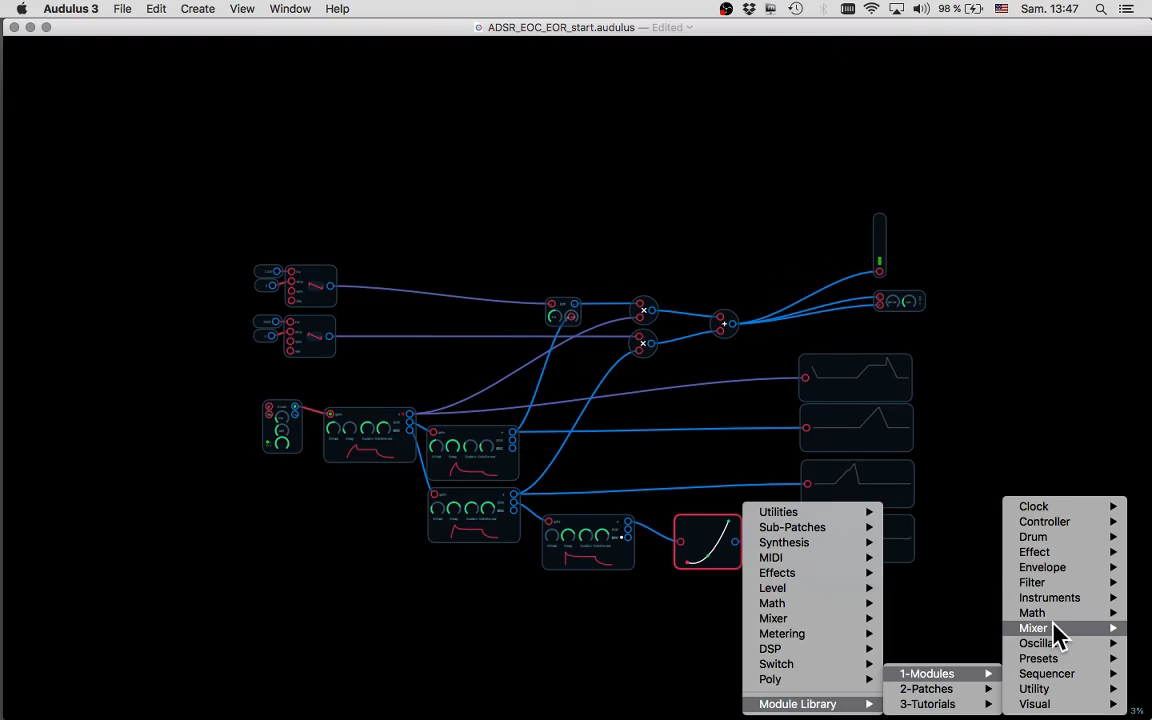 Audulus 3 File Edit Create View Window Help 98 % Sam. 13:47
ADSR_EOC_EOR_start.audulus — Edited
Utilities
Sub-Patches
Synthesis
MIDI
Effects
Level
Math
Mixer
Metering
DSP
Switch
Poly
Module Library
1-Modules
2-Patches
3-Tutorials
Clock
Controller
Drum
Effect
Envelope
Filter
Instruments
Math
Mixer
Oscilla
Presets
Sequencer
Utility
Visual
3%